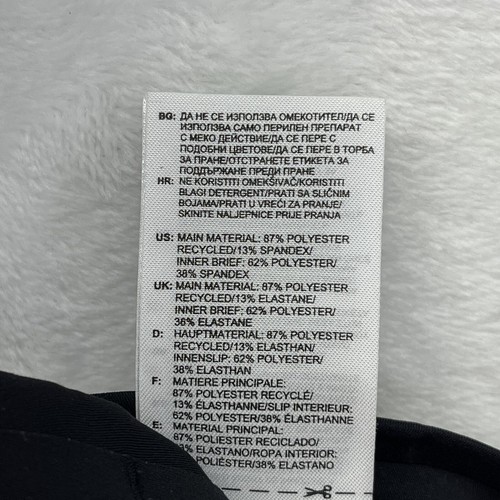 BG: ДА НЕ СЕ ИЗПОЛЗВА ОМЕКОТИТЕЛ/ДА СЕ
ИЗПОЛЗВА САМО ПЕРИЛЕН ПРЕПАРАТ
С МЕКО ДЕЙСТВИЕ/ДА СЕ ПЕРЕ С
ПОДОБНИ ЦВЕТОВЕ/ДА СЕ ПЕРЕ В ТОРБА
ЗА ПРАНЕ/ОТСТРАНЕТЕ ЕТИКЕТА ЗА
ПОДДЪРЖАНЕ ПРЕДИ ПРАНЕ
HR: NE KORISTITI OMEKŠIVAČ/KORISTITI
BLAGI DETERGENT/PRATI SA SLIČNIM
BOJAMA/PRATI U VREĆI ZA PRANJE/
SKINITE NALJEPNICE PRIJE PRANJA
US: MAIN MATERIAL: 87% POLYESTER
RECYCLED/13% SPANDEX/
INNER BRIEF: 62% POLYESTER/
38% SPANDEX
UK: MAIN MATERIAL: 87% POLYESTER
RECYCLED/13% ELASTANE/
INNER BRIEF: 62% POLYESTER/
38% ELASTANE
D: HAUPTMATERIAL: 87% POLYESTER
RECYCLED/13% ELASTHAN/
INNENSLIP: 62% POLYESTER/
38% ELASTHAN
F: MATIERE PRINCIPALE:
87% POLYESTER RECYCLÉ/
13% ÉLASTHANNE/SLIP INTERIEUR:
62% POLYESTER/38% ÉLASTHANNE
E: MATERIAL PRINCIPAL:
87% POLIESTER RECICLADO/
ELASTANO/ROPA INTERIOR:
POLIÉSTER/38% ELASTANO